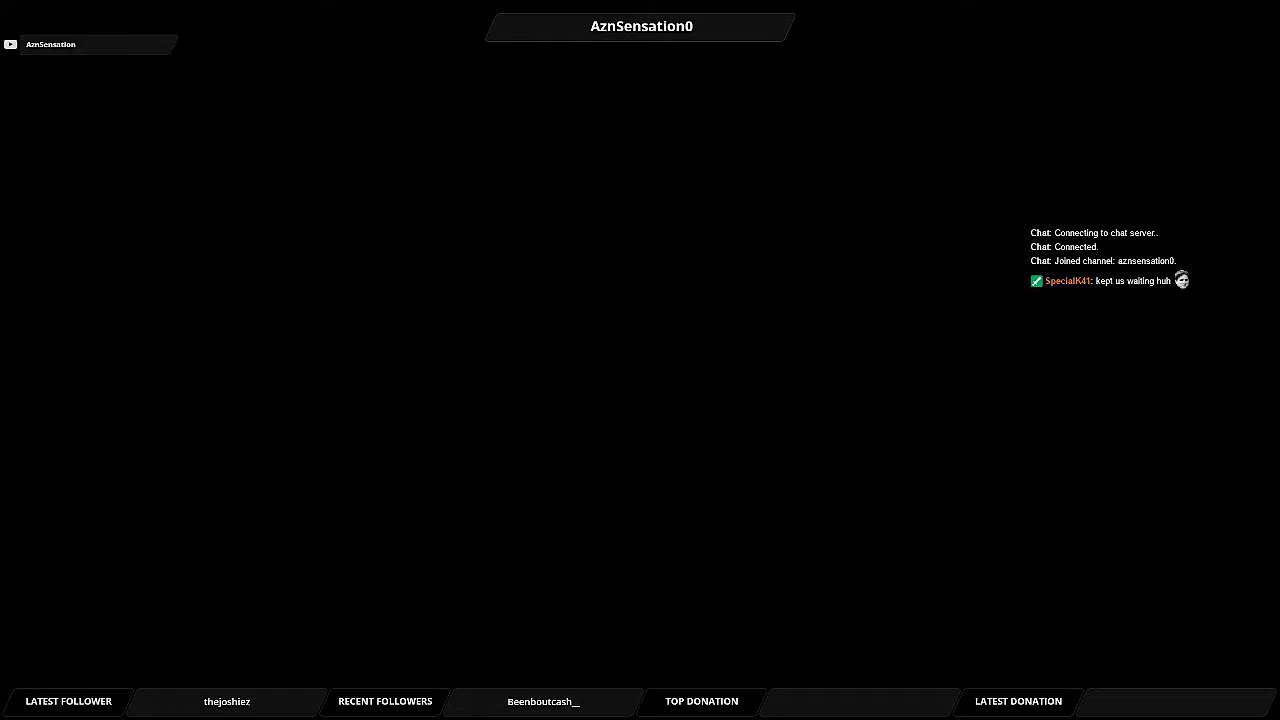 AznSensation0
AznSensation
Chat: Connecting to chat server..
Chat: Connected.
Chat: Joined channel: aznsensation0.
SpecialK41: kept us waiting huh
LATEST FOLLOWER
thejoshiez
RECENT FOLLOWERS
Beenboutcash__
TOP DONATION
LATEST DONATION